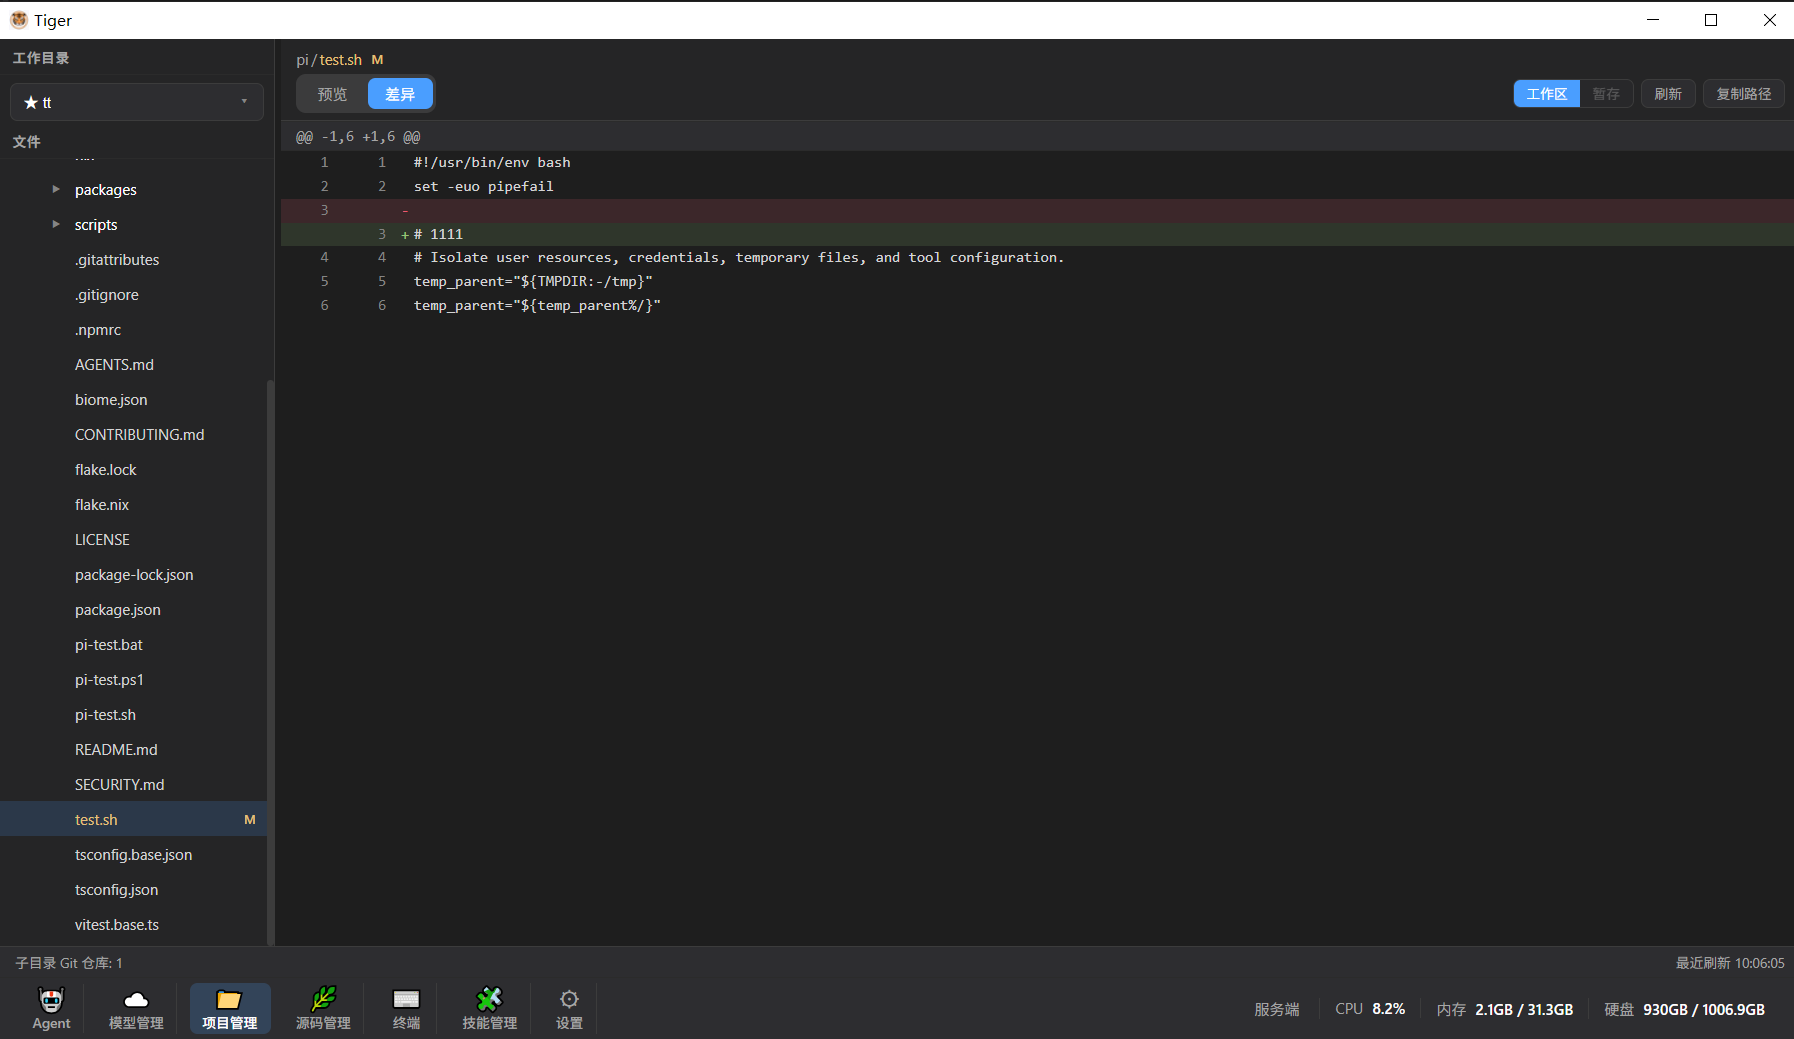 Tiger
工作目录
★ tt
文件
packages
scripts
.gitattributes
.gitignore
.npmrc
AGENTS.md
biome.json
CONTRIBUTING.md
flake.lock
flake.nix
LICENSE
package-lock.json
package.json
pi-test.bat
pi-test.ps1
pi-test.sh
README.md
SECURITY.md
test.sh M
tsconfig.base.json
tsconfig.json
vitest.base.ts
pi/test.sh M
预览 差异
工作区 暂存 刷新 复制路径
@@ -1,6 +1,6 @@
1 1 #!/usr/bin/env bash
2 2 set -euo pipefail
3 -
3 + # 1111
4 4 # Isolate user resources, credentials, temporary files, and tool configuration.
5 5 temp_parent="${TMPDIR:-/tmp}"
6 6 temp_parent="${temp_parent%/}"
子目录 Git 仓库: 1
最近刷新 10:06:05
Agent 模型管理 项目管理 源码管理 终端 技能管理 设置
服务端 CPU 8.2% 内存 2.1GB / 31.3GB 硬盘 930GB / 1006.9GB